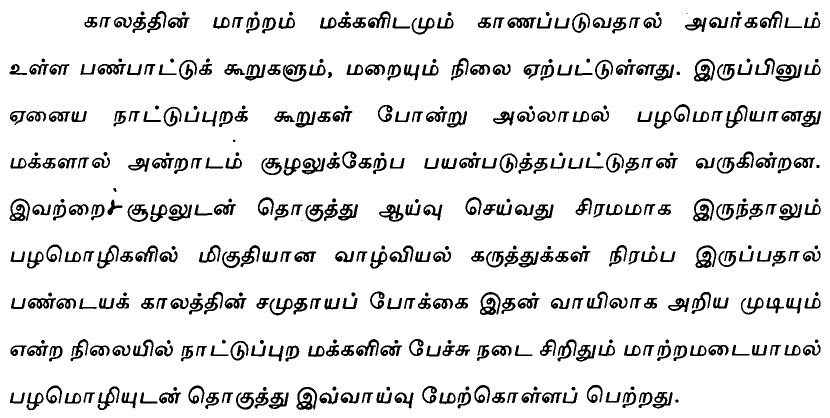 காலத்தின் மாற்றம் மக்களிடமும் காணப்படுவதால் அவர்களிடம்
உள்ள பண்பாட்டுக் கூறுகளும், மறையும் நிலை ஏற்பட்டுள்ளது. இருப்பினும்
ஏனைய நாட்டுப்புறக் கூறுகள் போன்று அல்லாமல் பழமொழியானது
மக்களால் அன்றாடம் சூழலுக்கேற்ப பயன்படுத்தப்பட்டுதான் வருகின்றன.
இவற்றைச் சூழலுடன் தொகுத்து ஆய்வு செய்வது சிரமமாக இருந்தாலும்
பழமொழிகளில் மிகுதியான வாழ்வியல் கருத்துக்கள் நிரம்ப இருப்பதால்
பண்டையக் காலத்தின் சமுதாயப் போக்கை இதன் வாயிலாக அறிய முடியும்
என்ற நிலையில் நாட்டுப்புற மக்களின் பேச்சு நடை சிறிதும் மாற்றமடையாமல்
பழமொழியுடன் தொகுத்து இவ்வாய்வு மேற்கொள்ளப் பெற்றது.